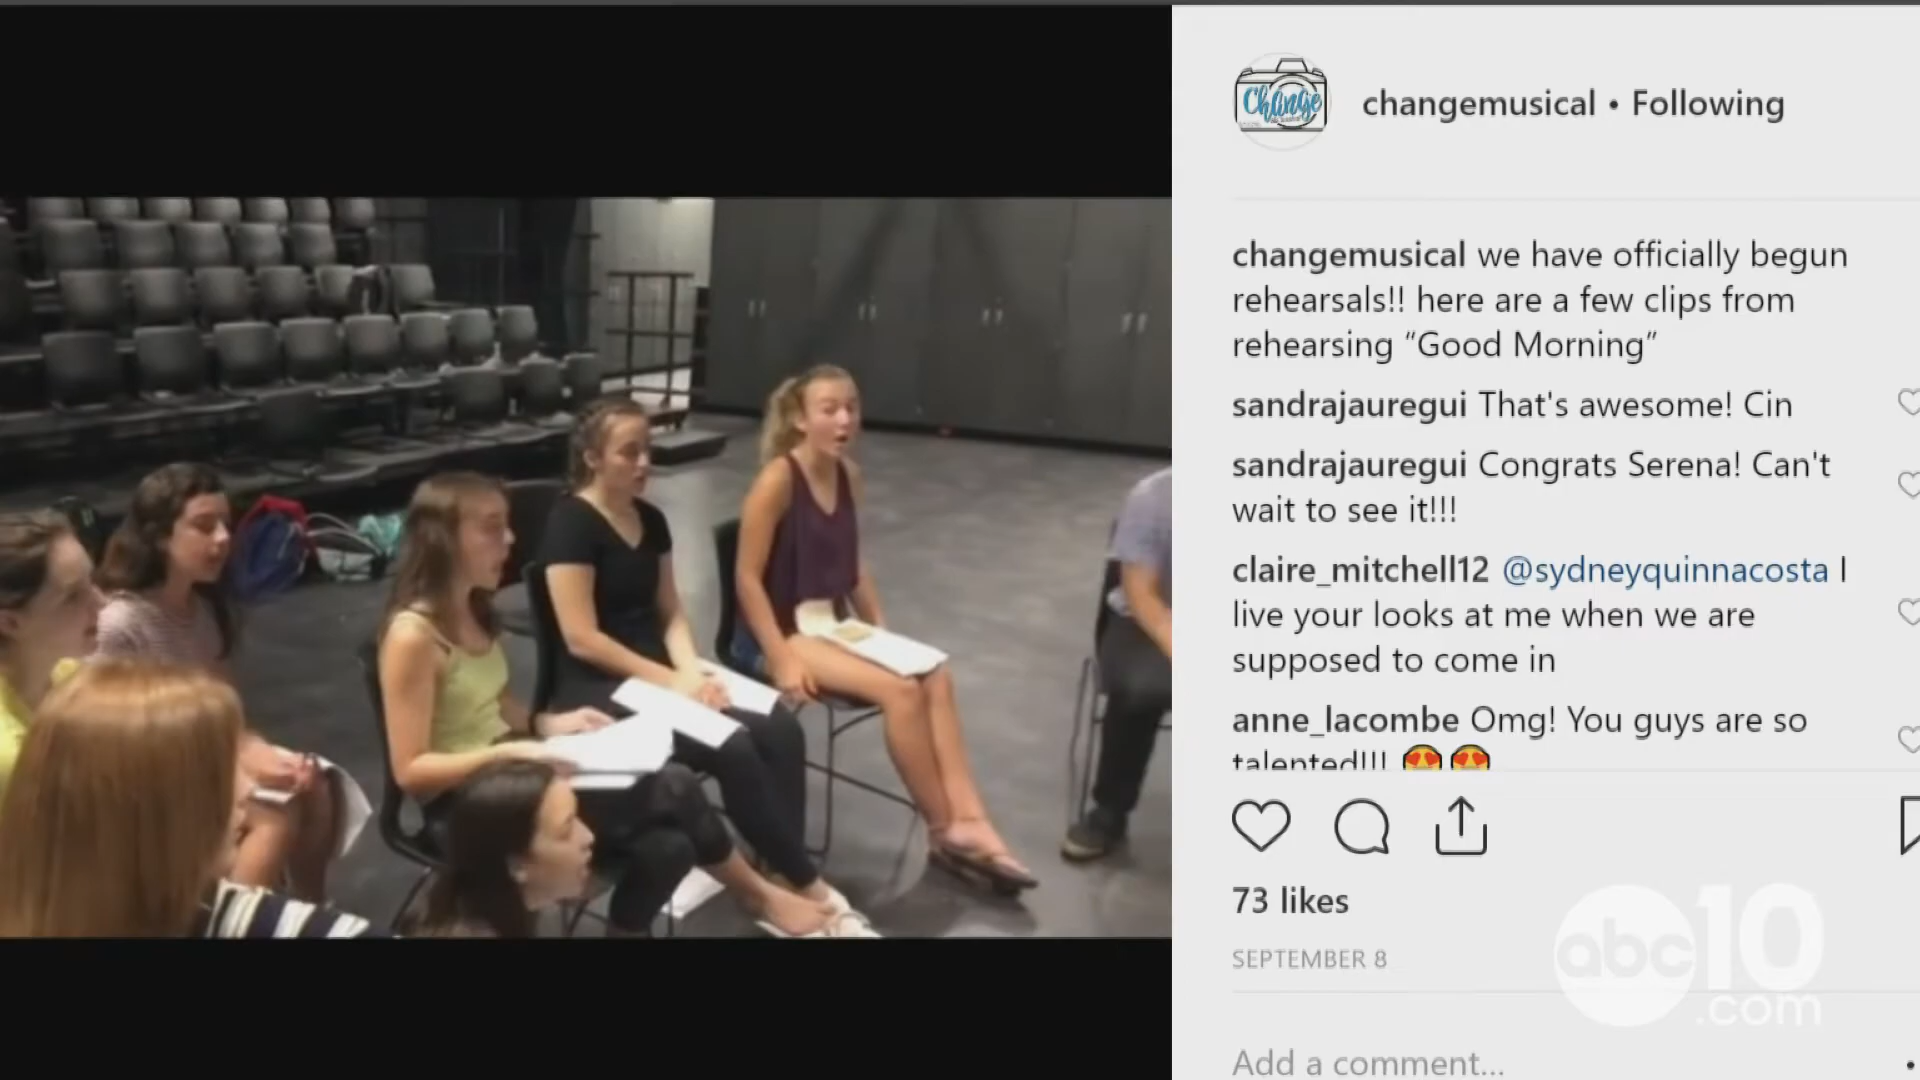 Change
changemusical • Following
changemusical we have officially begun
rehearsals!! here are a few clips from
rehearsing “Good Morning”
sandrajauregui That's awesome! Cin
sandrajauregui Congrats Serena! Can't
wait to see it!!!
claire_mitchell12 @sydneyquinnacosta I
live your looks at me when we are
supposed to come in
anne_lacombe Omg! You guys are so
talented!!! 😍😍
73 likes
SEPTEMBER 8
abc10
.com
Add a comment...